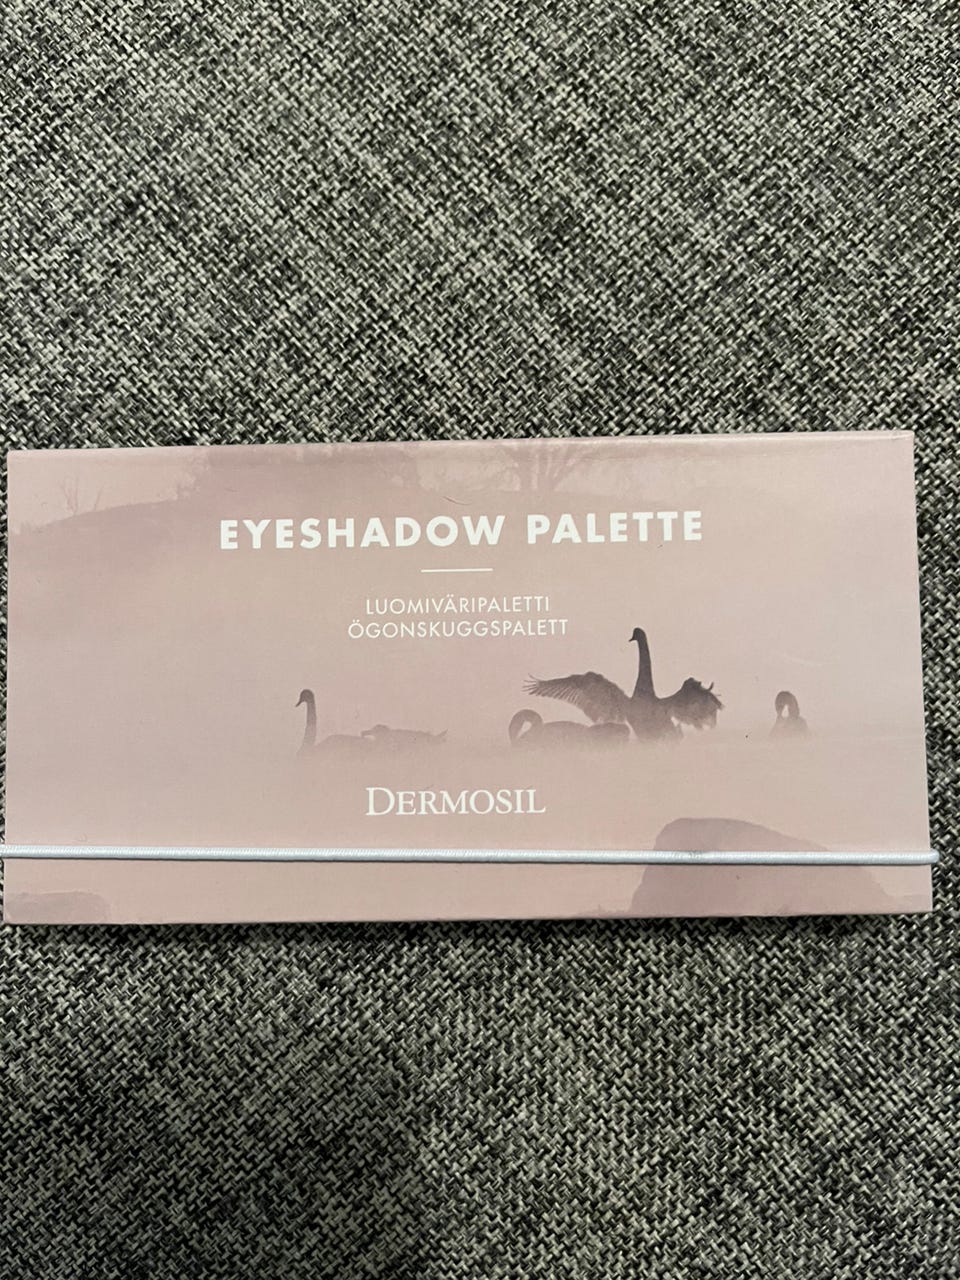 EYESHADOW PALETTE
LUOMIVÄRIPALETTI
ÖGONSKUGGSPALETT
DERMOSIL